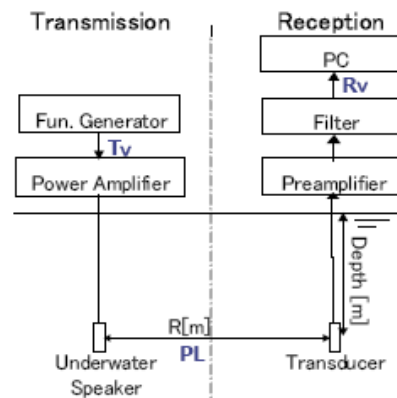 Transmission
Reception
PC
Rv
Fun. Generator
Filter
Tv
Power Amplifier
Preamplifier
Depth [m]
R[m]
PL
Underwater
Speaker
Transducer